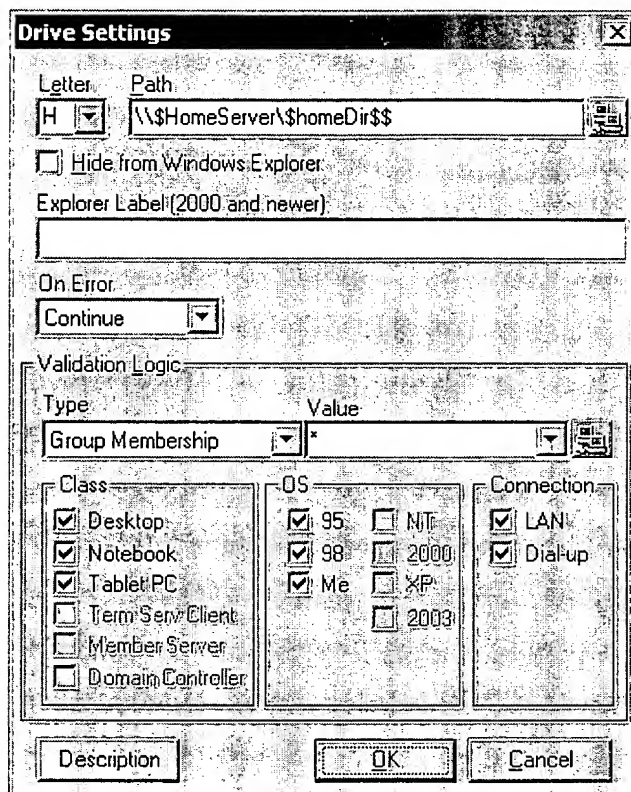 Drive Settings
Letter Path
H \\$HomeServer\$homeDir$$
Hide from Windows Explorer
Explorer Label (2000 and newer)
On Error
Continue
Validation Logic
Type Value
Group Membership *
Class OS Connection
Desktop 95 NT LAN
Notebook 98 2000 Dial-up
Tablet PC Me XP
Term Serv Client 2003
Member Server
Domain Controller
Description OK Cancel